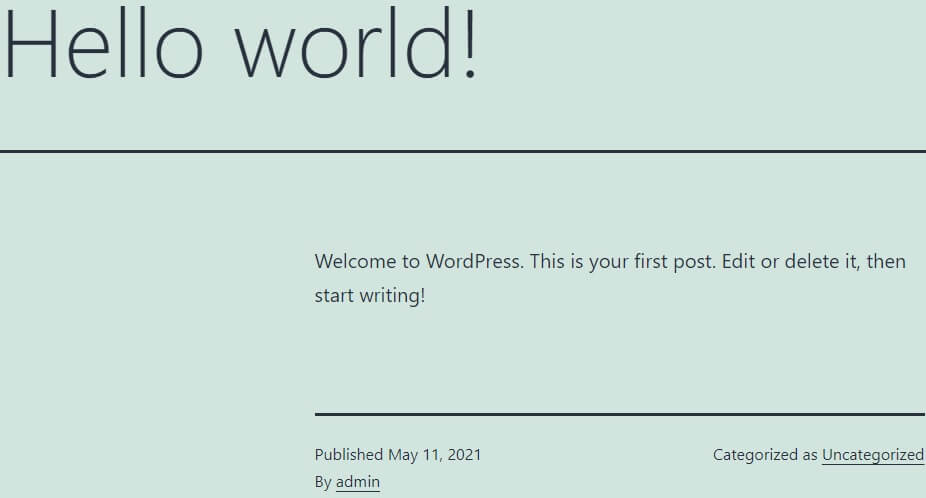 Hello world!
Welcome to WordPress. This is your first post. Edit or delete it, then
start writing!
Published May 11, 2021
Categorized as Uncategorized
By admin